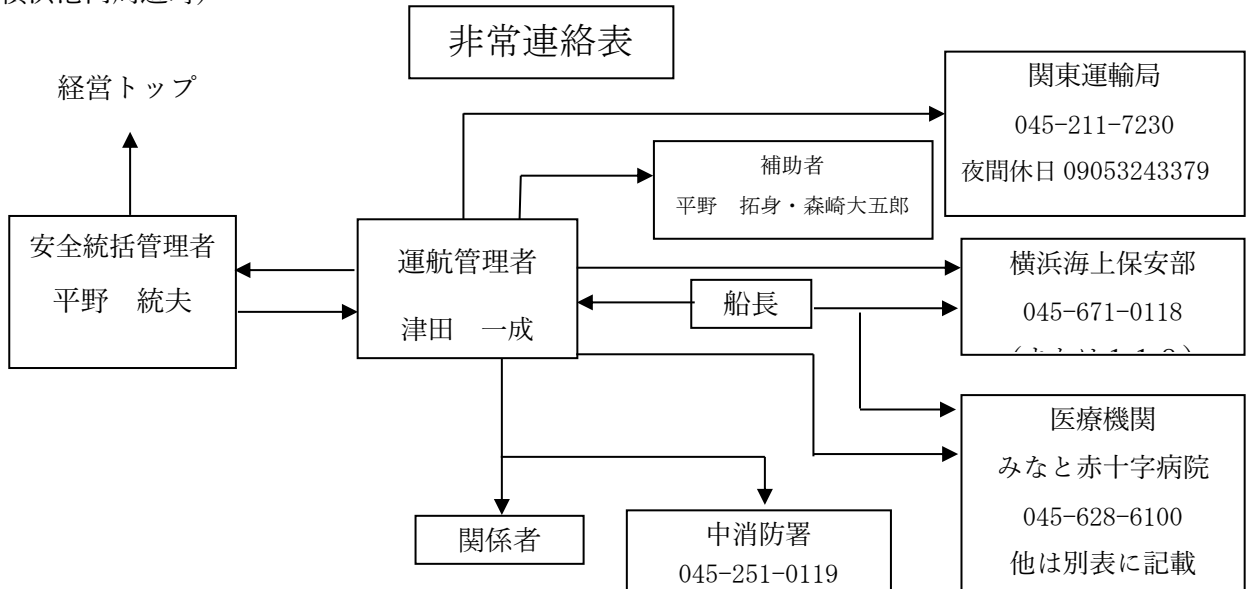 非常連絡表
経営トップ
関東運輸局
045-211-7230
夜間休日 09053243379
補助者
平野　拓身・森崎大五郎
安全統括管理者
平野　統夫
運航管理者
津田　一成
船長
横浜海上保安部
045-671-0118
医療機関
みなと赤十字病院
045-628-6100
他は別表に記載
関係者
中消防署
045-251-0119